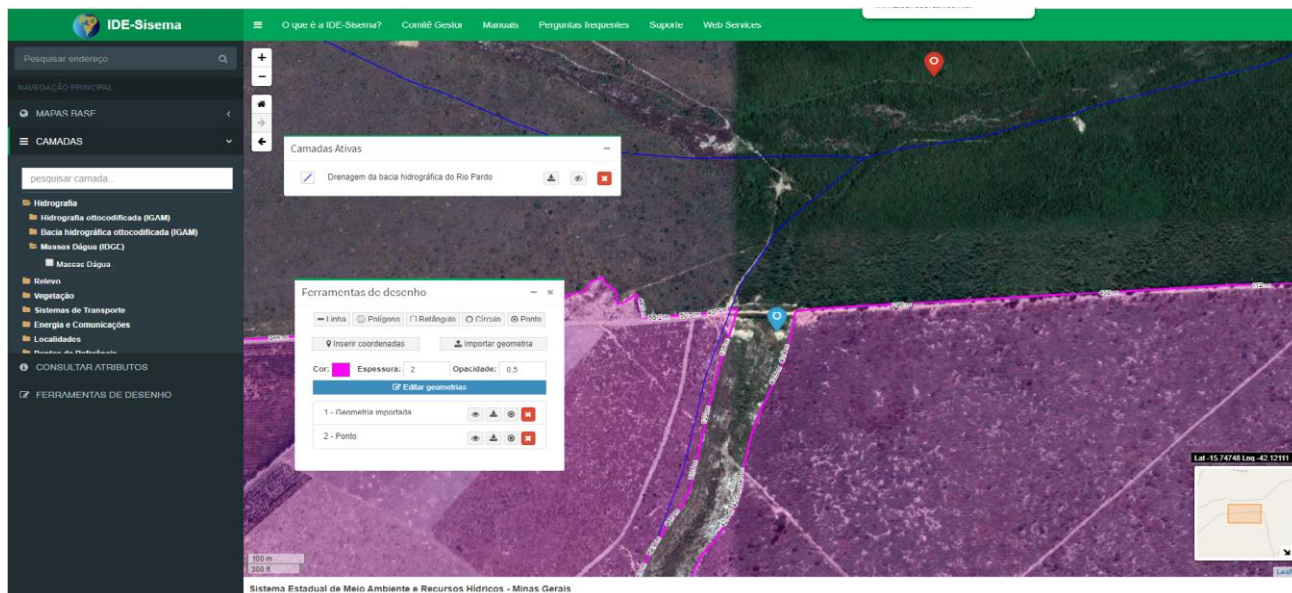 IDE-Sisema
O que é a IDE-Sisema? Comitê Gestor Manuais Perguntas frequentes Suporte Web Services
Pesquisar endereço
NAVEGAÇÃO PRINCIPAL
MAPAS BASE
CAMADAS
pesquisar camada...
Hidrografia
Hidrografia ottocodificada (IGAM)
Bacia hidrográfica ottocodificada (IGAM)
Massas Dágua
Relevo
Vegetação
Sistemas de Transporte
Energia e Comunicações
Localidades
CONSULTAR ATRIBUTOS
FERRAMENTAS DE DESENHO
Camadas Ativas
Drenagem da bacia hidrográfica do Rio Pardo
Ferramentas de desenho
Linha Polígono Retângulo Círculo Ponto
Inserir coordenadas Importar geometria
Cor: Espessura: 2 Opacidade: 0,5
Editar geometrias
1 - Geometria importada
2 - Ponto
Lat -15.74748 Lng -42.12111
100 m
300 ft
Sistema Estadual de Meio Ambiente e Recursos Hídricos - Minas Gerais